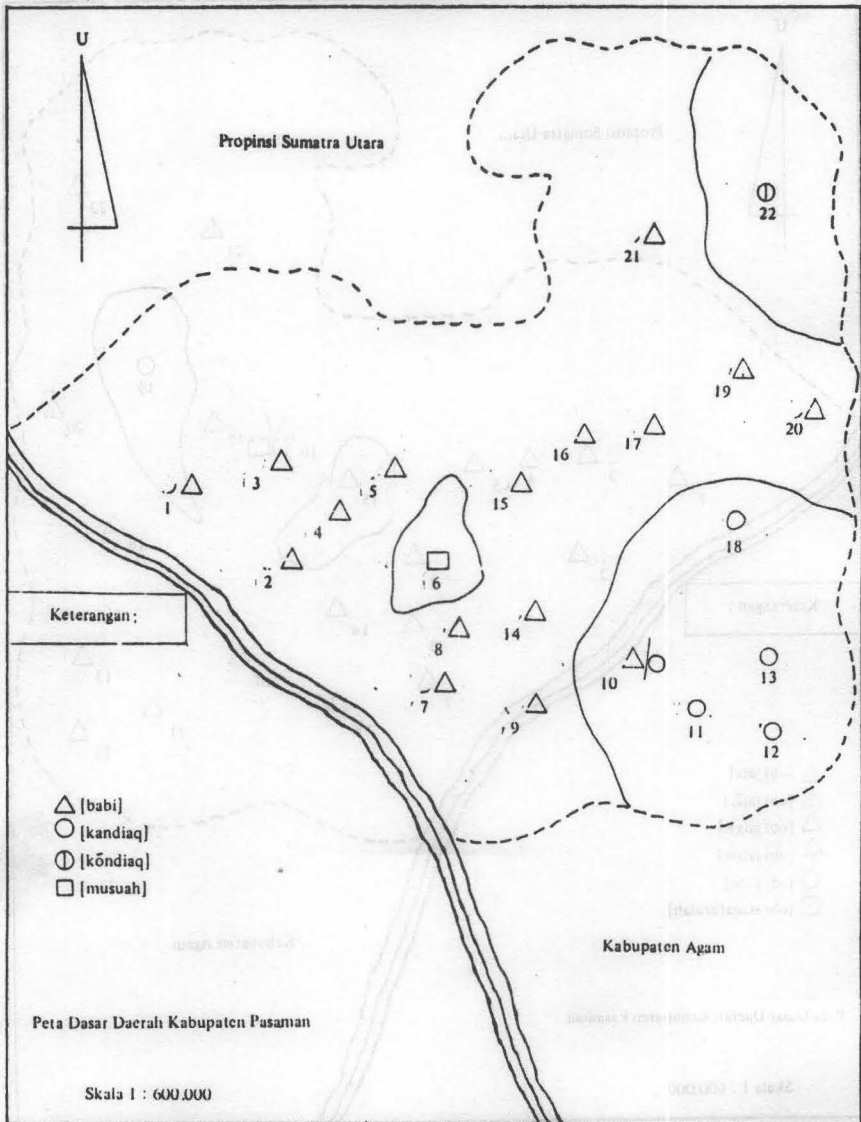 U
Propinsi Sumatra Utara
22
21
19
20
16
17
3
5
1
15
4
18
2
6
Keterangan :
14
8
10
13
7
9
11
12
[babi]
[kandiaq]
[kõndiaq]
[musuah]
Kabupaten Agam
Peta Dasar Daerah Kabupaten Pasaman
Skala 1 : 600.000